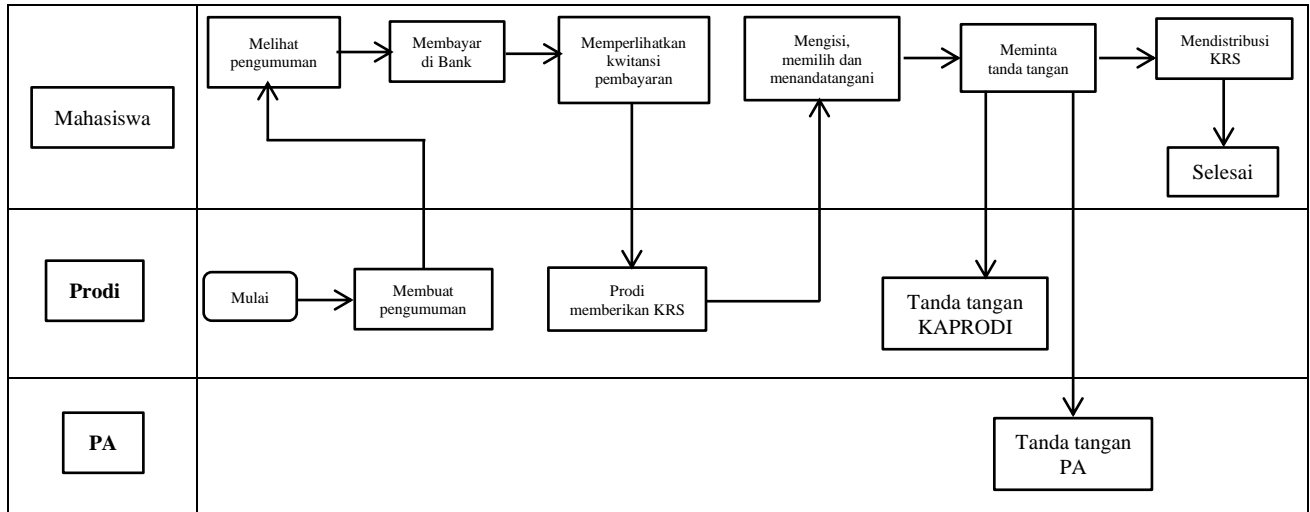 Mahasiswa
Melihat
pengumuman
Membayar
di Bank
Memperlihatkan
kwitansi
pembayaran
Mengisi,
memilih dan
menandatangani
Meminta
tanda tangan
Mendistribusi
KRS
Selesai
Prodi
Mulai
Membuat
pengumuman
Prodi
memberikan KRS
Tanda tangan
KAPRODI
PA
Tanda tangan
PA